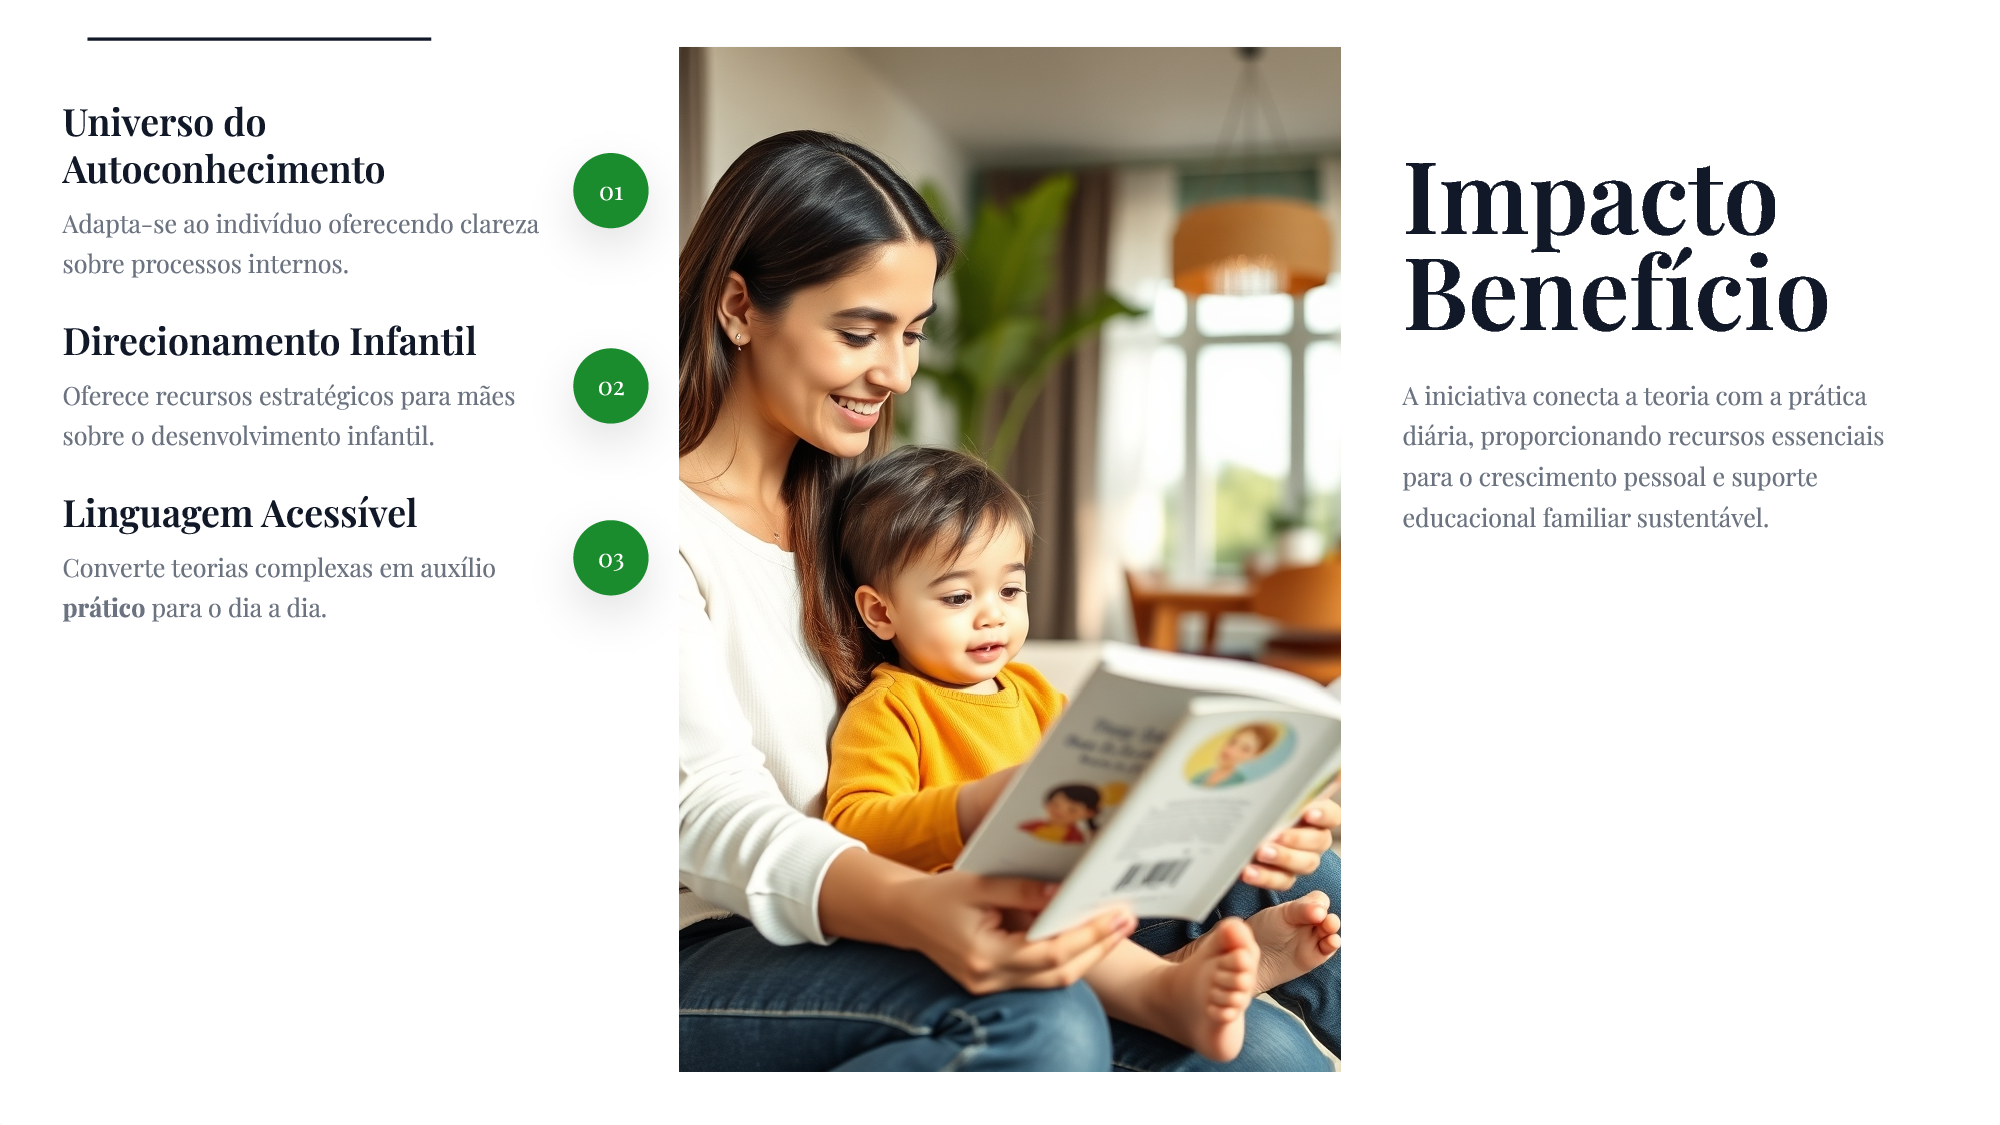 Universo do
Autoconhecimento
Adapta-se ao indivíduo oferecendo clareza
sobre processos internos.
01
Direcionamento Infantil
Oferece recursos estratégicos para mães
sobre o desenvolvimento infantil.
02
Linguagem Acessível
Converte teorias complexas em auxílio
prático para o dia a dia.
03
Impacto
Benefício
A iniciativa conecta a teoria com a prática
diária, proporcionando recursos essenciais
para o crescimento pessoal e suporte
educacional familiar sustentável.